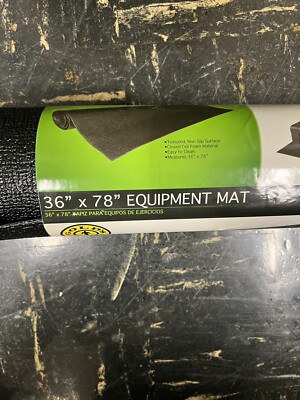 •Textured, Non Slip Surface
•Closed Cell Foam Material
•Easy to Clean
•Measures: 36" x 78"
36" x 78" EQUIPMENT MAT
36" x 78" TAPIZ PARA EQUIPOS DE EJERCICIOS
GOLD'S